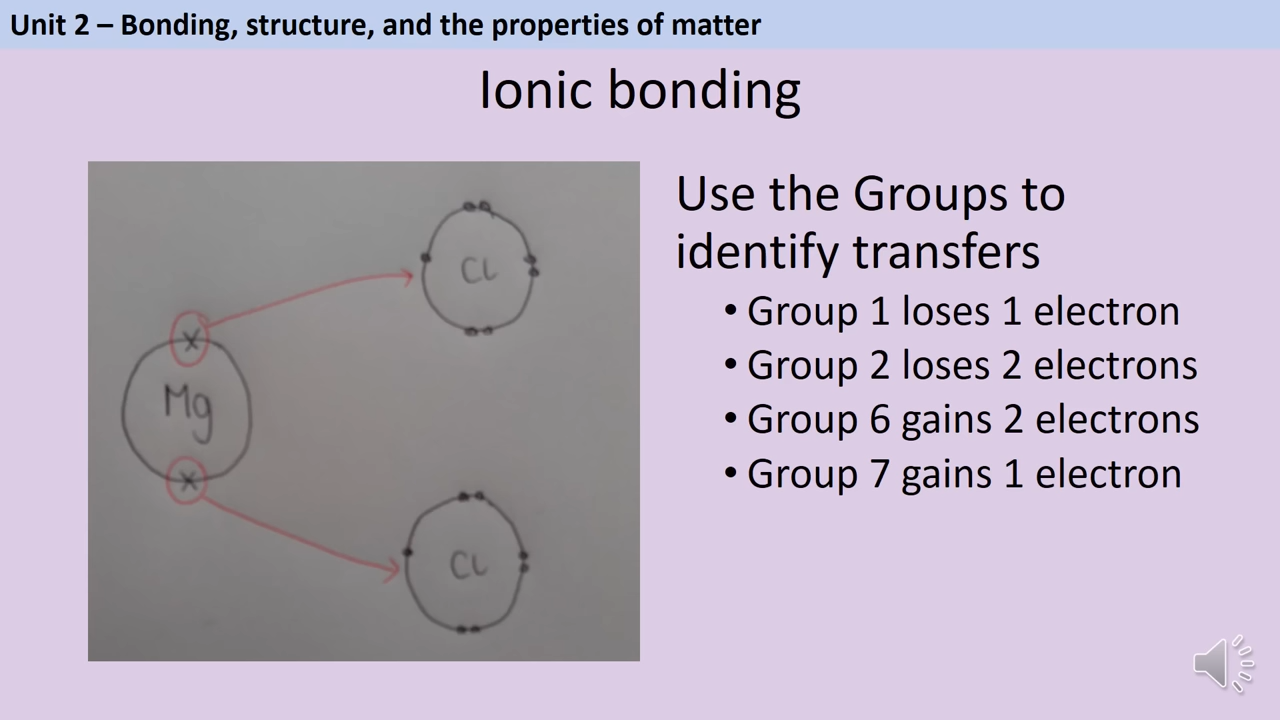 Unit 2 – Bonding, structure, and the properties of matter
Ionic bonding
Cl
Mg
Cl
Use the Groups to
identify transfers
• Group 1 loses 1 electron
• Group 2 loses 2 electrons
• Group 6 gains 2 electrons
• Group 7 gains 1 electron